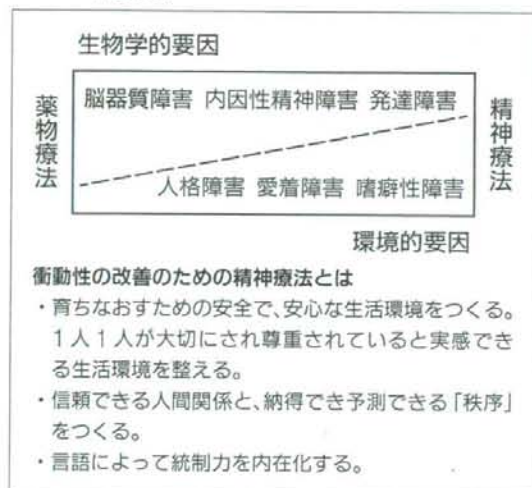 生物学的要因
薬物療法
脳器質障害 内因性精神障害 発達障害
人格障害 愛着障害 嗜癖性障害
精神療法
環境的要因
衝動性の改善のための精神療法とは
・育ちなおすための安全で、安心な生活環境をつくる。
1人1人が大切にされ尊重されていると実感でき
る生活環境を整える。
・信頼できる人間関係と、納得でき予測できる「秩序」
をつくる。
・言語によって統制力を内在化する。